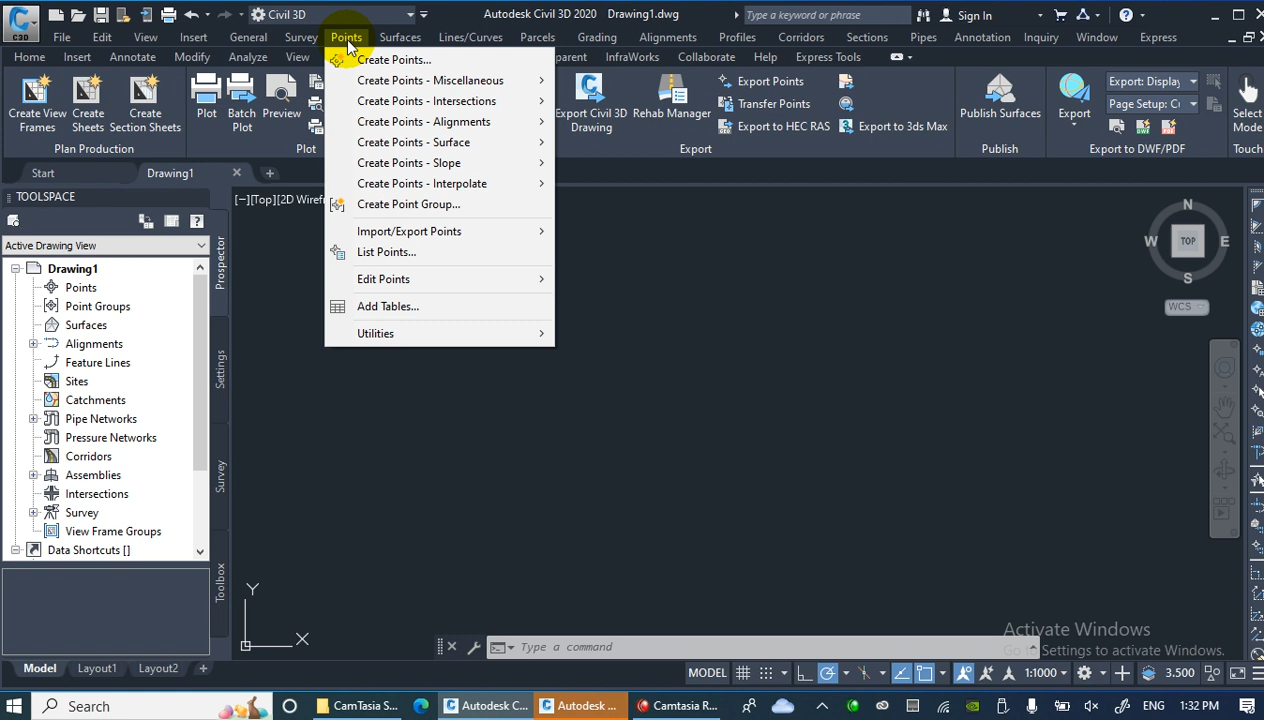 C3D
Civil 3D
Autodesk Civil 3D 2020 Drawing1.dwg
Type a keyword or phrase
Sign In
File Edit View Insert General Survey Points Surfaces Lines/Curves Parcels Grading Alignments Profiles Corridors Sections Pipes Annotation Inquiry Window Express
Home Insert Annotate Modify Analyze View parent InfraWorks Collaborate Help Express Tools
Create View Frames
Create Sheets
Create Section Sheets
Plan Production
Plot
Batch Plot
Preview
Plot
Export Civil 3D Drawing
Rehab Manager
Export Points
Transfer Points
Export to HEC RAS
Export to 3ds Max
Export
Publish Surfaces
Publish
Export
Export: Display
Page Setup: C
Export to DWF/PDF
Select
Mode
Touch
Start
Drawing1
TOOLSPACE
Active Drawing View
Drawing1
Points
Point Groups
Surfaces
Alignments
Feature Lines
Sites
Catchments
Pipe Networks
Pressure Networks
Corridors
Assemblies
Intersections
Survey
View Frame Groups
Data Shortcuts []
Prospector
Settings
Survey
Toolbox
[−][Top][2D Wiref
Create Points...
Create Points - Miscellaneous
Create Points - Intersections
Create Points - Alignments
Create Points - Surface
Create Points - Slope
Create Points - Interpolate
Create Point Group...
Import/Export Points
List Points...
Edit Points
Add Tables...
Utilities
N
W TOP E
S
WCS
Y
X
Type a command
Activate Windows
Go to Settings to activate Windows.
Model Layout1 Layout2
MODEL
1:1000
3.500
Search
CamTasia S...
Autodesk C...
Autodesk ...
Camtasia R...
ENG
1:32 PM